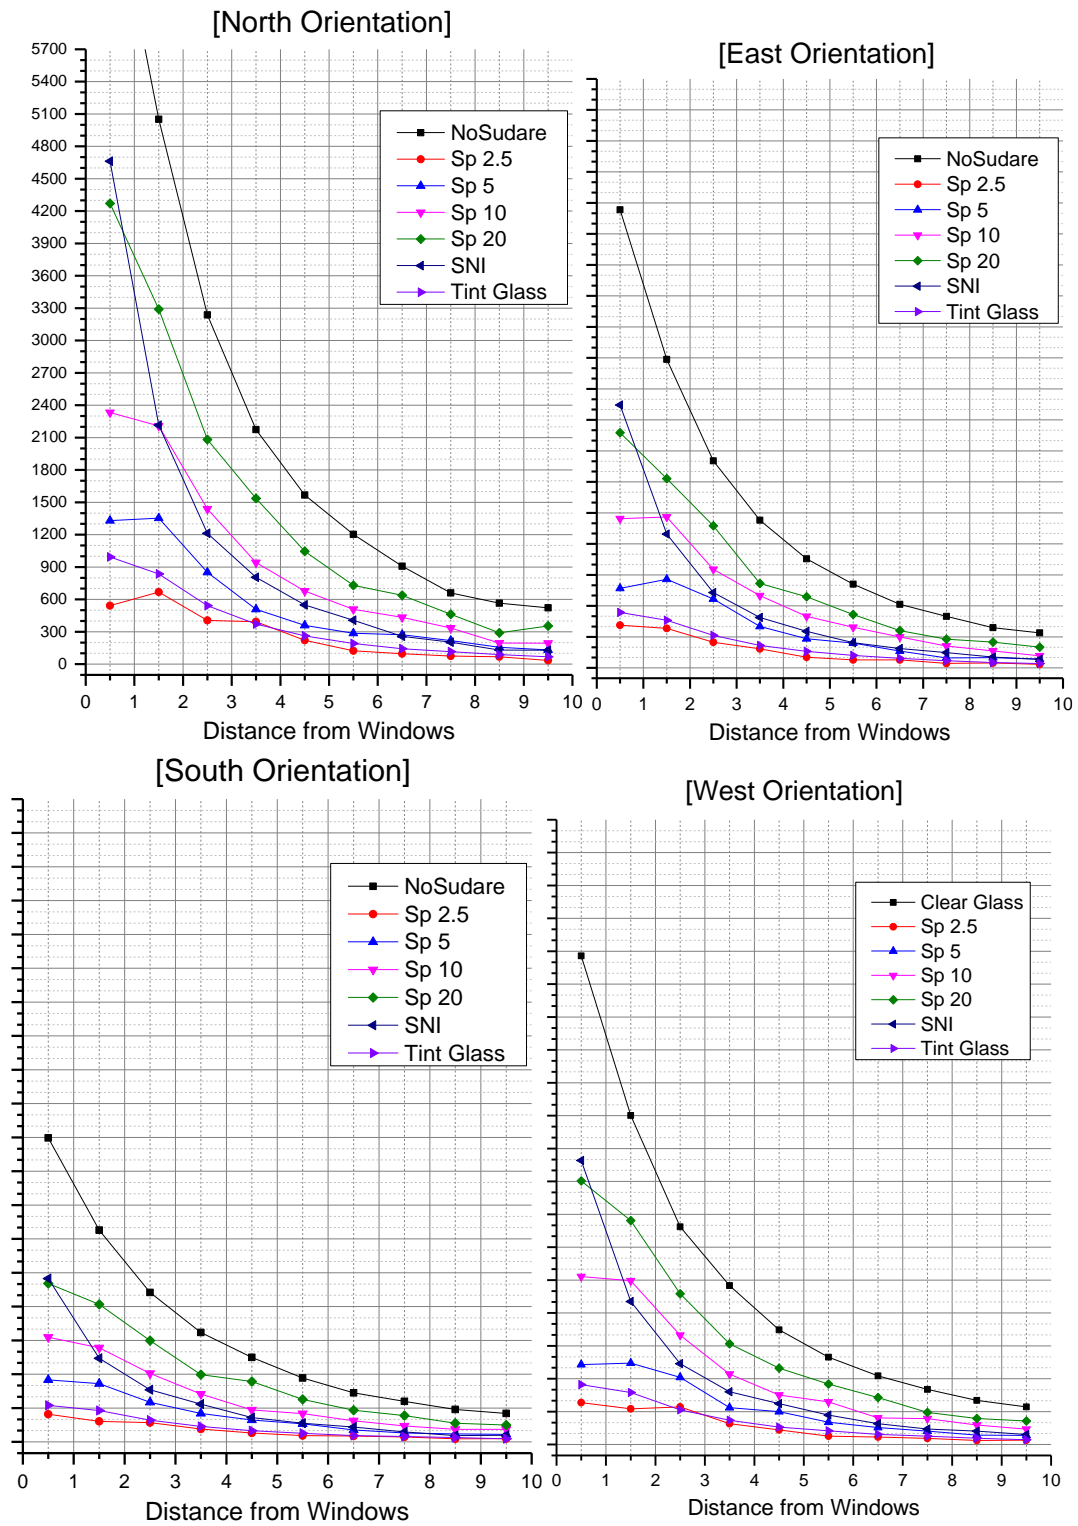 [North Orientation]
5700
5400
5100
4800
4500
4200
3900
3600
3300
3000
2700
2400
2100
1800
1500
1200
900
600
300
0
NoSudare
Sp 2.5
Sp 5
Sp 10
Sp 20
SNI
Tint Glass
0 1 2 3 4 5 6 7 8 9 10
Distance from Windows
[East Orientation]
NoSudare
Sp 2.5
Sp 5
Sp 10
Sp 20
SNI
Tint Glass
0 1 2 3 4 5 6 7 8 9 10
Distance from Windows
[South Orientation]
NoSudare
Sp 2.5
Sp 5
Sp 10
Sp 20
SNI
Tint Glass
0 1 2 3 4 5 6 7 8 9 10
Distance from Windows
[West Orientation]
Clear Glass
Sp 2.5
Sp 5
Sp 10
Sp 20
SNI
Tint Glass
0 1 2 3 4 5 6 7 8 9 10
Distance from Windows